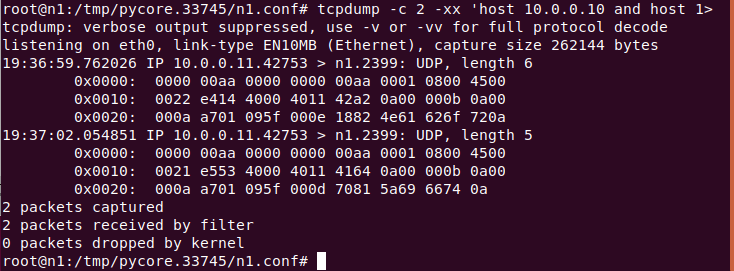 root@n1:/tmp/pycore.33745/n1.conf# tcpdump -c 2 -xx 'host 10.0.0.10 and host 1>
tcpdump: verbose output suppressed, use -v or -vv for full protocol decode
listening on eth0, link-type EN10MB (Ethernet), capture size 262144 bytes
19:36:59.762026 IP 10.0.0.11.42753 > n1.2399: UDP, length 6
0x0000:  0000 00aa 0000 0000 00aa 0001 0800 4500
0x0010:  0022 e414 4000 4011 42a2 0a00 000b 0a00
0x0020:  000a a701 095f 000e 1882 4e61 626f 720a
19:37:02.054851 IP 10.0.0.11.42753 > n1.2399: UDP, length 5
0x0000:  0000 00aa 0000 0000 00aa 0001 0800 4500
0x0010:  0021 e553 4000 4011 4164 0a00 000b 0a00
0x0020:  000a a701 095f 000d 7081 5a69 6674 0a
2 packets captured
2 packets received by filter
0 packets dropped by kernel
root@n1:/tmp/pycore.33745/n1.conf#